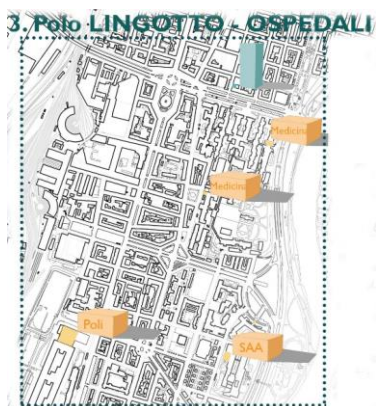 3. Polo LINGOTTO - OSPEDALI
Medicina
Medicina
Poli
SAA